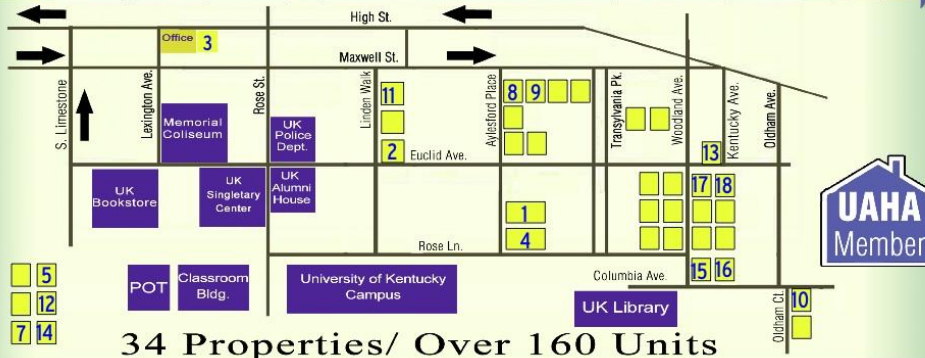 High St.
Office 3
Maxwell St.
S. Limestone
Lexington Ave.
Rose St.
Linden Walk
Aylesford Place
Transylvania Pk.
Woodland Ave.
Kentucky Ave.
Oldham Ave.
11
8 9
Memorial
Coliseum
UK
Police
Dept.
2
Euclid Ave.
13
UK
Bookstore
UK
Singletary
Center
UK
Alumni
House
17 18
1
4
Rose Ln.
UAHA
Member
5
12
7 14
POT
Classroom
Bldg.
University of Kentucky
Campus
Columbia Ave.
15 16
UK Library
Oldham Ct.
10
34 Properties/ Over 160 Units